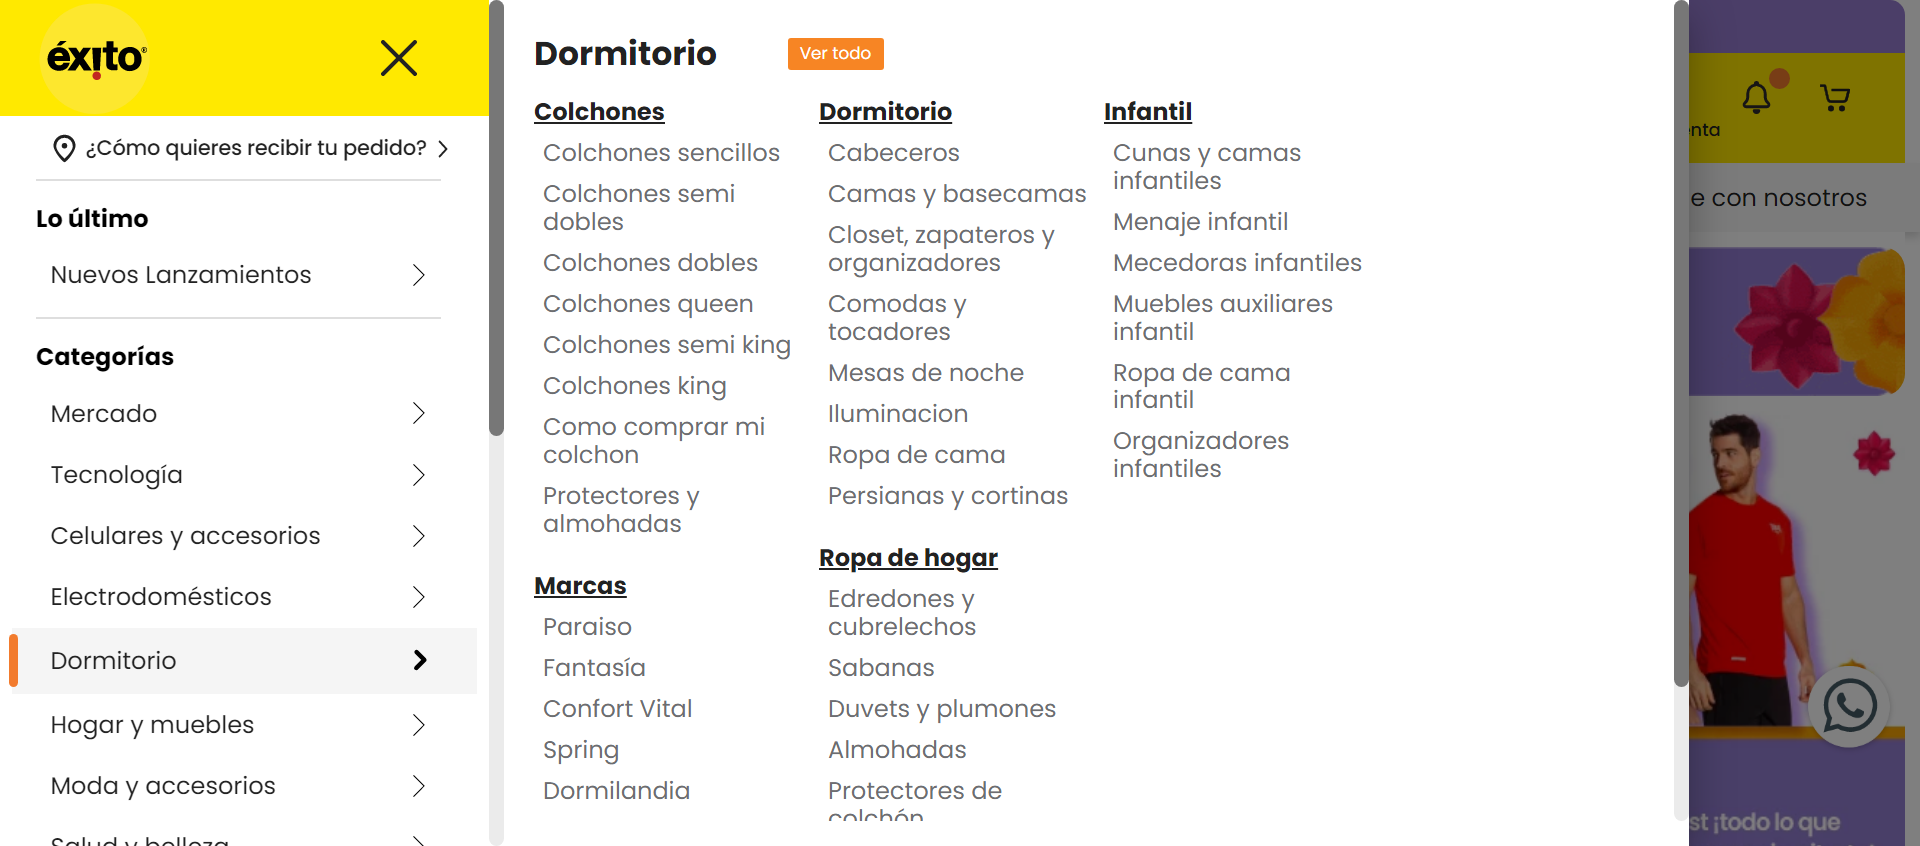 éxito®
¿Cómo quieres recibir tu pedido?
Lo último
Nuevos Lanzamientos
Categorías
Mercado
Tecnología
Celulares y accesorios
Electrodomésticos
Dormitorio
Hogar y muebles
Moda y accesorios
Salud y belleza
Dormitorio
Ver todo
Colchones
Colchones sencillos
Colchones semi
dobles
Colchones dobles
Colchones queen
Colchones semi king
Colchones king
Como comprar mi
colchon
Protectores y
almohadas
Marcas
Paraiso
Fantasía
Confort Vital
Spring
Dormilandia
Dormitorio
Cabeceros
Camas y basecamas
Closet, zapateros y
organizadores
Comodas y
tocadores
Mesas de noche
Iluminacion
Ropa de cama
Persianas y cortinas
Ropa de hogar
Edredones y
cubrelechos
Sabanas
Duvets y plumones
Almohadas
Protectores de
colchón
Infantil
Cunas y camas
infantiles
Menaje infantil
Mecedoras infantiles
Muebles auxiliares
infantil
Ropa de cama
infantil
Organizadores
infantiles
enta
e con nosotros
st ¡todo lo que